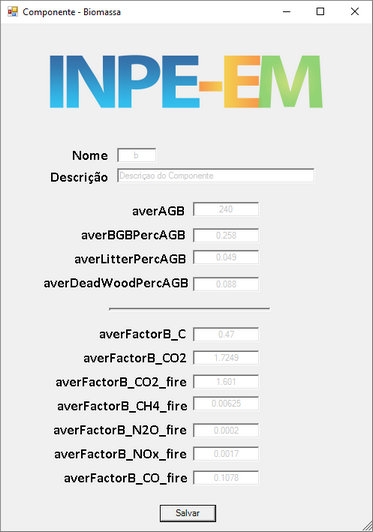 Componente - Biomassa
INPE-EM
Nome b
Descrição Descriçao do Componente
averAGB 240
averBGBPercAGB 0.258
averLitterPercAGB 0.049
averDeadWoodPercAGB 0.088
averFactorB_C 0.47
averFactorB_CO2 1.7249
averFactorB_CO2_fire 1.601
averFactorB_CH4_fire 0.00625
averFactorB_N2O_fire 0.0002
averFactorB_NOx_fire 0.0017
averFactorB_CO_fire 0.1078
Salvar